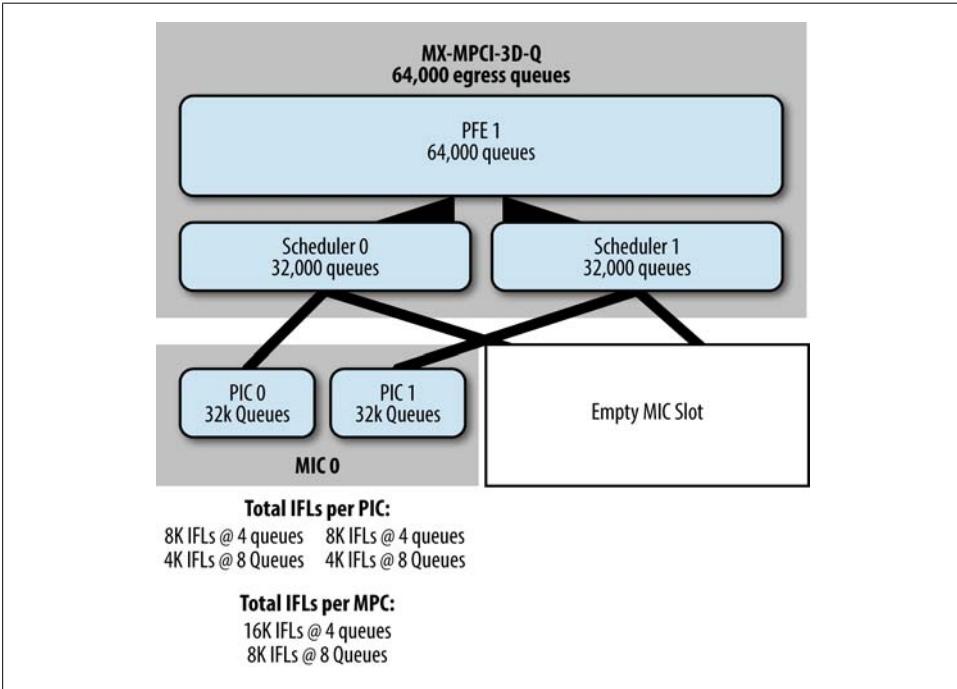 MX-MPCI-3D-Q
64,000 egress queues
PFE 1
64,000 queues
Scheduler 0
32,000 queues
Scheduler 1
32,000 queues
PIC 0
32k Queues
PIC 1
32k Queues
MIC 0
Empty MIC Slot
Total IFLs per PIC:
8K IFLs @ 4 queues 8K IFLs @ 4 queues
4K IFLs @ 8 Queues 4K IFLs @ 8 Queues
Total IFLs per MPC:
16K IFLs @ 4 queues
8K IFLs @ 8 Queues